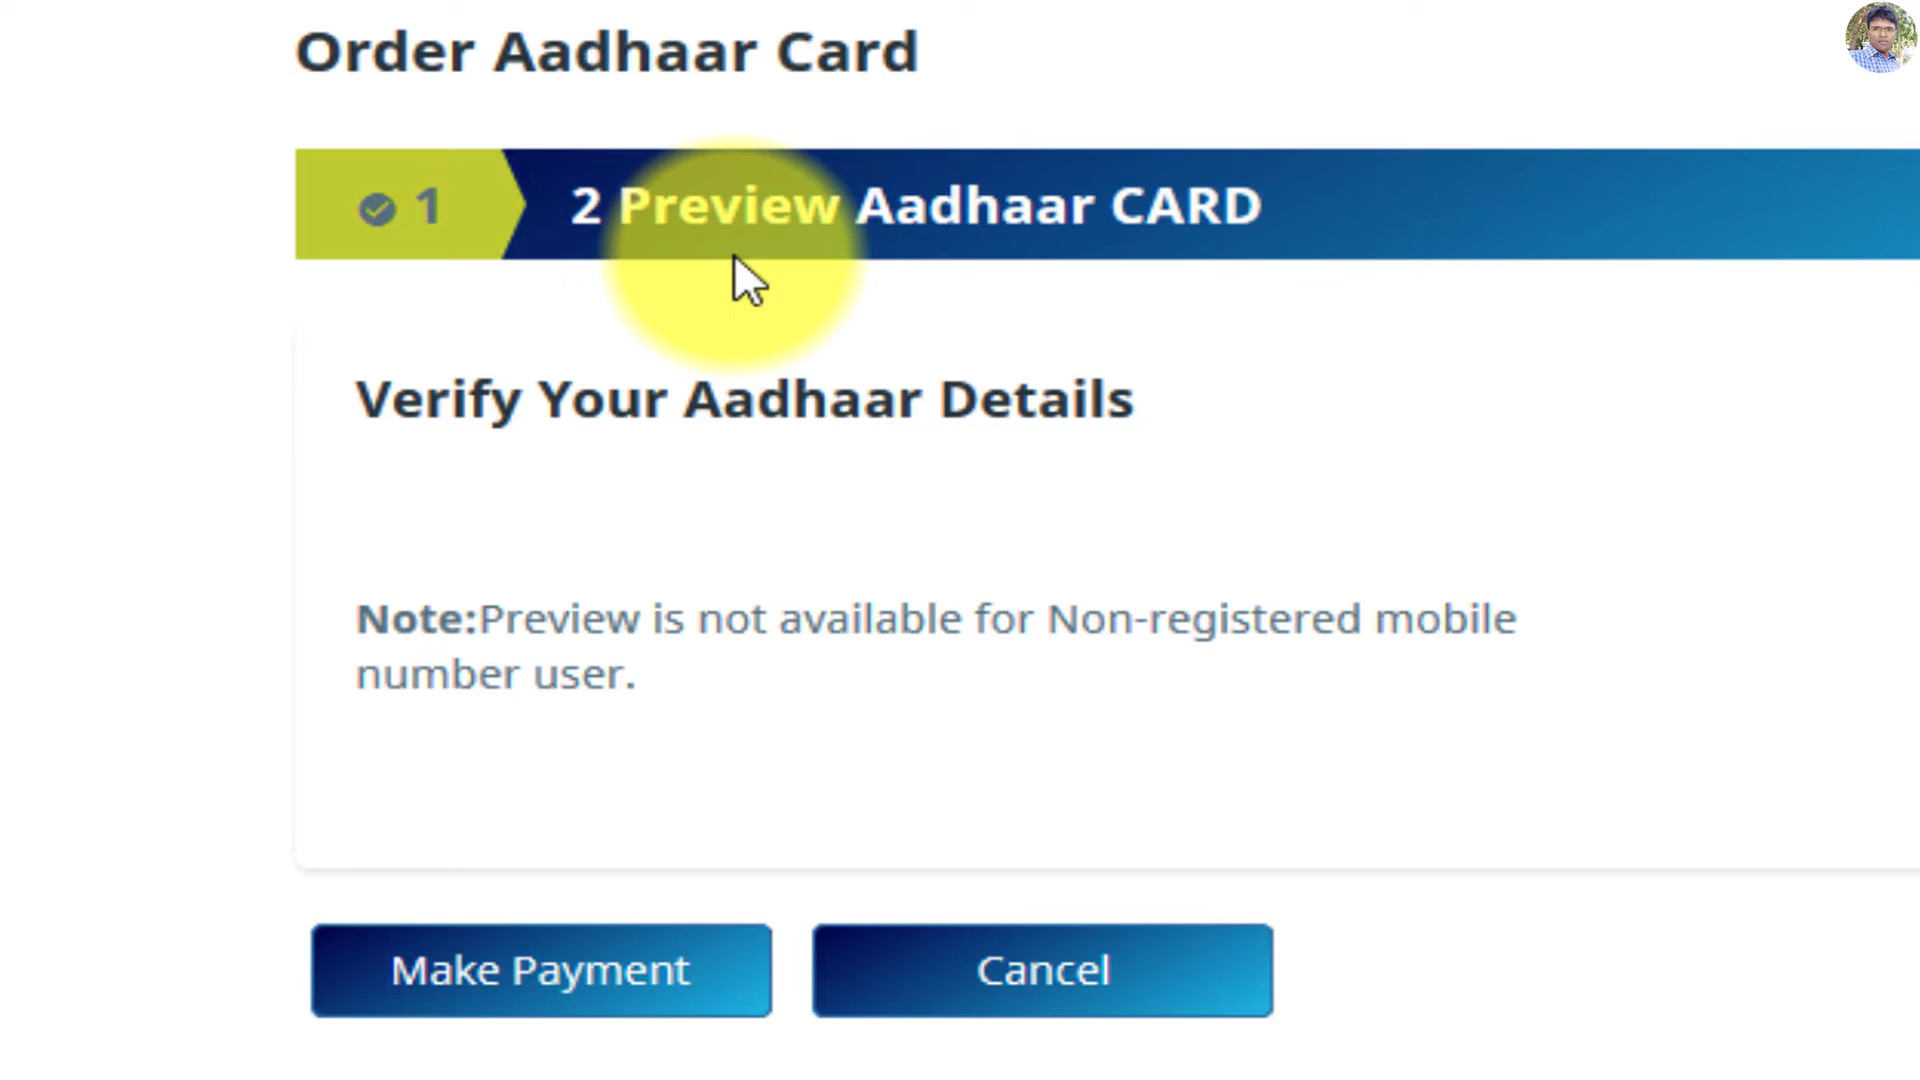 Order Aadhaar Card
1
2 Preview Aadhaar CARD
Verify Your Aadhaar Details
Note:Preview is not available for Non-registered mobile
number user.
Make Payment
Cancel